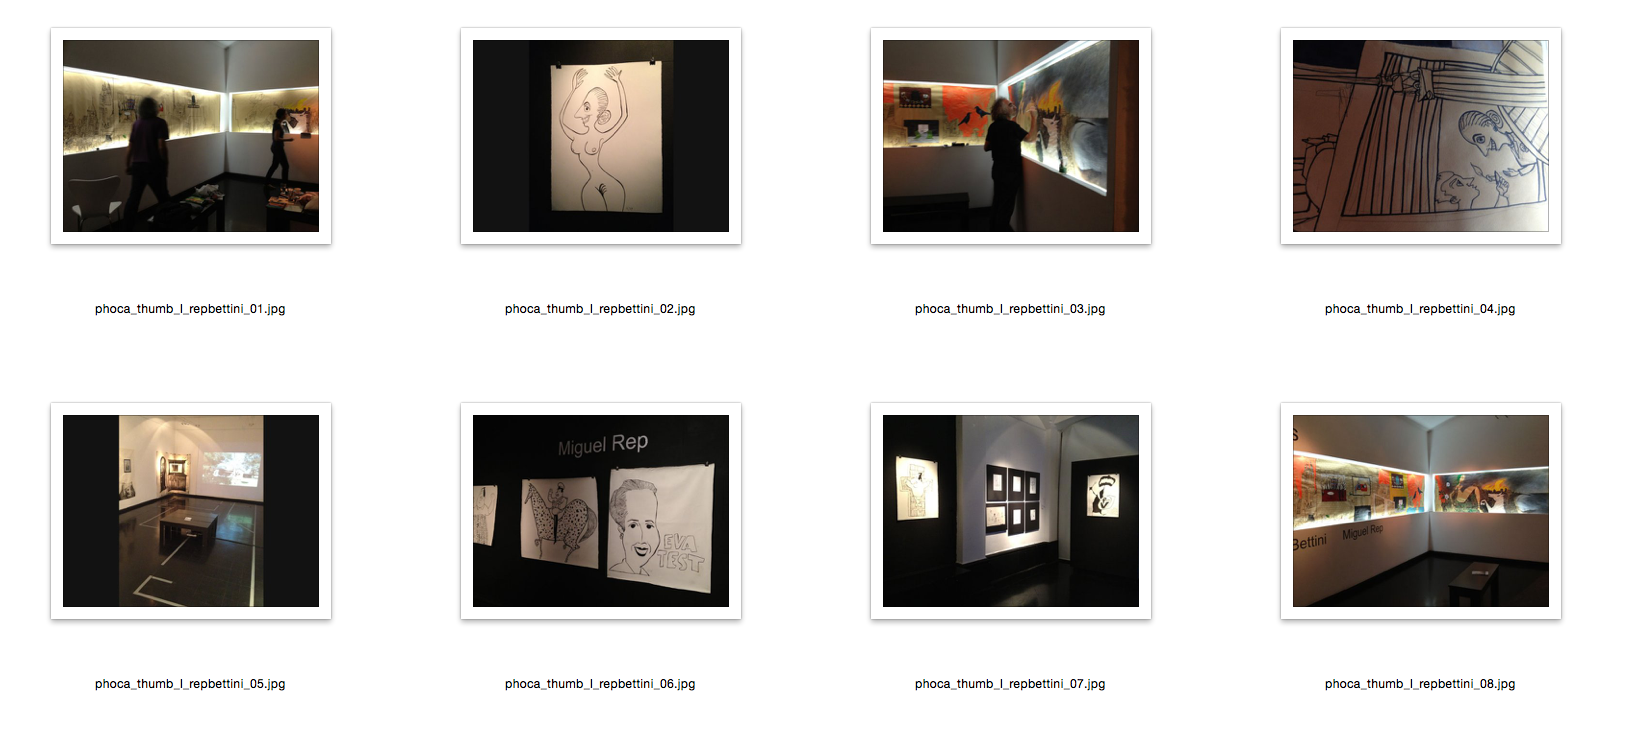 phoca_thumb_l_repbettini_01.jpg
phoca_thumb_l_repbettini_02.jpg
phoca_thumb_l_repbettini_03.jpg
phoca_thumb_l_repbettini_04.jpg
Miguel Rep
EVA
TEST
S
Bettini
Miguel Rep
phoca_thumb_l_repbettini_05.jpg
phoca_thumb_l_repbettini_06.jpg
phoca_thumb_l_repbettini_07.jpg
phoca_thumb_l_repbettini_08.jpg